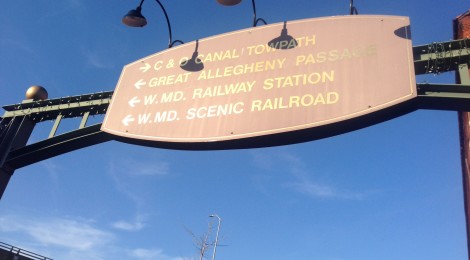 → C & O CANAL TOWPATH
← GREAT ALLEGHENY PASSAGE
← W. MD. RAILWAY STATION
← W. MD. SCENIC RAILROAD